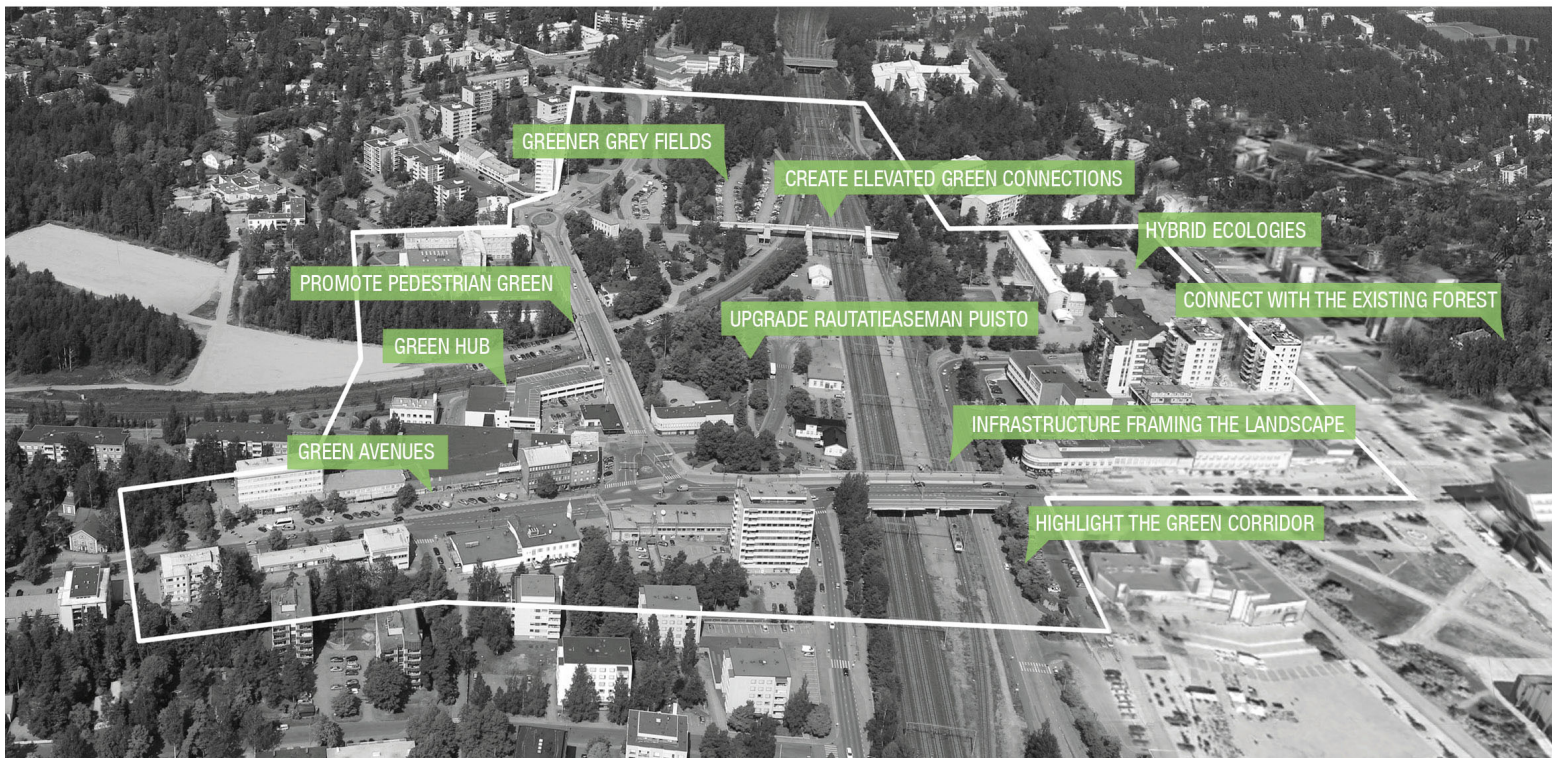 GREENER GREY FIELDS
CREATE ELEVATED GREEN CONNECTIONS
HYBRID ECOLOGIES
PROMOTE PEDESTRIAN GREEN
CONNECT WITH THE EXISTING FOREST
UPGRADE RAUTATIEASEMAN PUISTO
GREEN HUB
INFRASTRUCTURE FRAMING THE LANDSCAPE
GREEN AVENUES
HIGHLIGHT THE GREEN CORRIDOR